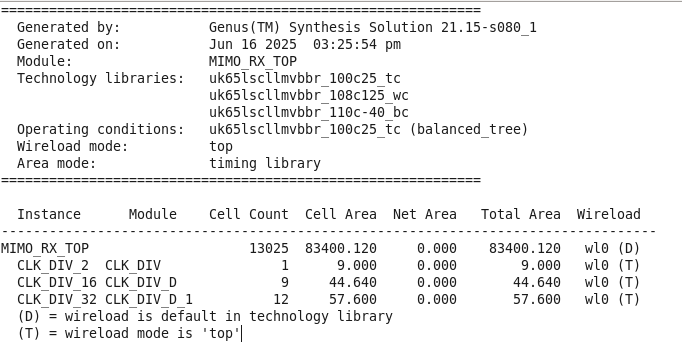 ============================================================
  Generated by:           Genus(TM) Synthesis Solution 21.15-s080_1
  Generated on:           Jun 16 2025  03:25:54 pm
  Module:                 MIMO_RX_TOP
  Technology libraries:   uk65lscllmvbbr_100c25_tc
                          uk65lscllmvbbr_108c125_wc
                          uk65lscllmvbbr_110c-40_bc
  Operating conditions:   uk65lscllmvbbr_100c25_tc (balanced_tree)
  Wireload mode:          top
  Area mode:              timing library
============================================================

  Instance      Module    Cell Count  Cell Area  Net Area   Total Area  Wireload
----------------------------------------------------------------------------------
MIMO_RX_TOP                    13025  83400.120     0.000    83400.120   wl0 (D)
  CLK_DIV_2  CLK_DIV               1      9.000     0.000        9.000   wl0 (T)
  CLK_DIV_16 CLK_DIV_D             9     44.640     0.000       44.640   wl0 (T)
  CLK_DIV_32 CLK_DIV_D_1          12     57.600     0.000       57.600   wl0 (T)
  (D) = wireload is default in technology library
  (T) = wireload mode is 'top'